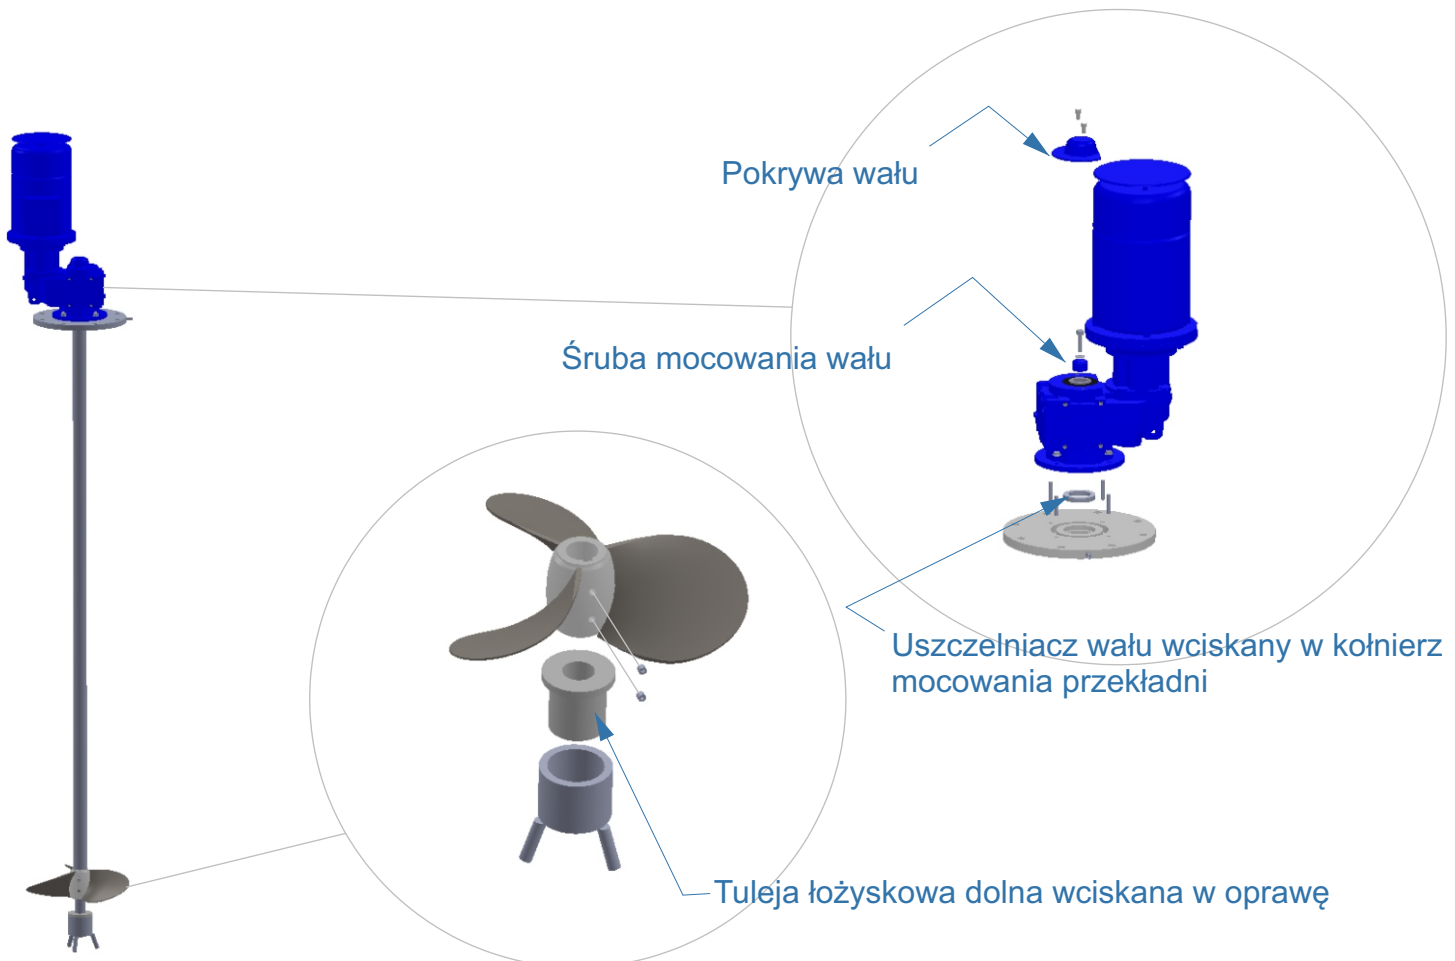 Pokrywa wału
Śruba mocowania wału
Uszczelniacz wału wciskany w kołnierz
mocowania przekładni
Tuleja łożyskowa dolna wciskana w oprawę